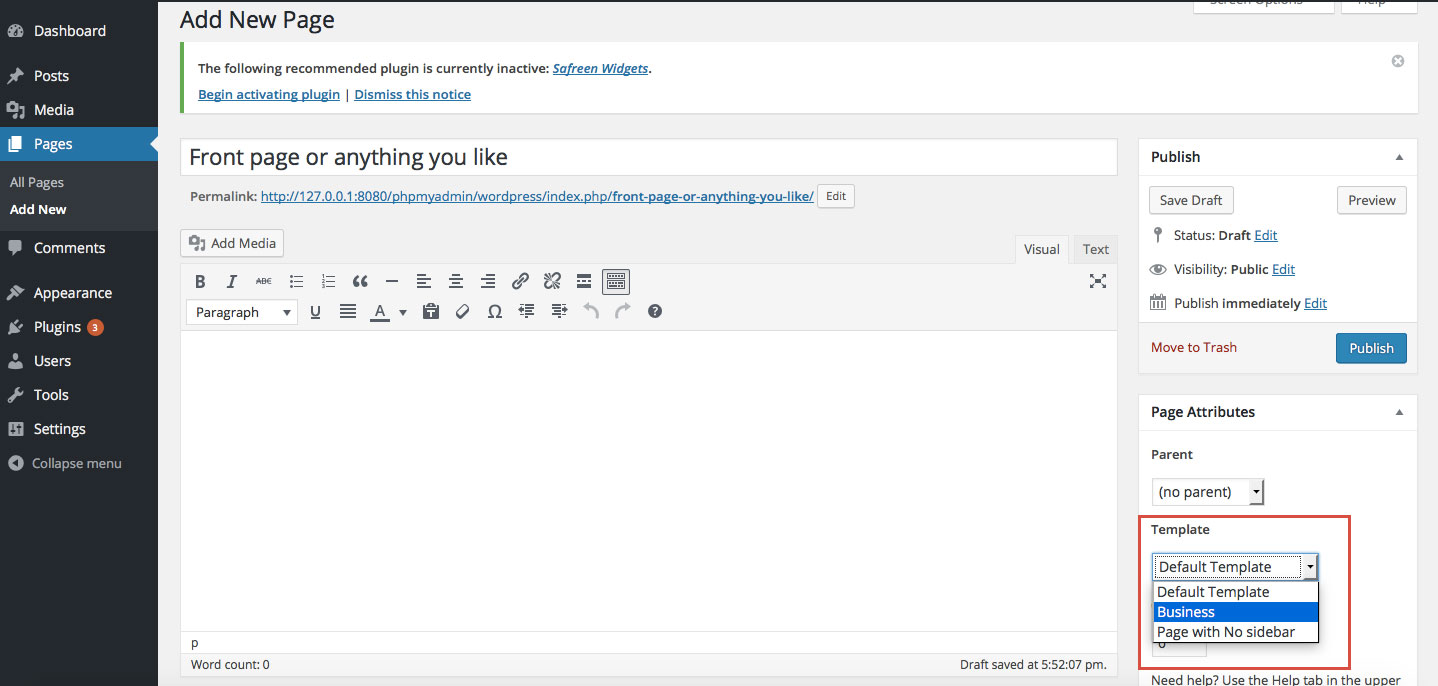 Add New Page
Screen Options
Help
Dashboard
Posts
Media
Pages
All Pages
Add New
Comments
Appearance
Plugins 3
Users
Tools
Settings
Collapse menu
The following recommended plugin is currently inactive: Safreen Widgets.
Begin activating plugin | Dismiss this notice
Front page or anything you like
Permalink: http://127.0.0.1:8080/phpmyadmin/wordpress/index.php/front-page-or-anything-you-like/ Edit
Add Media
Visual Text
B I ABC
Paragraph U A Ω ?
p
Word count: 0
Draft saved at 5:52:07 pm.
Publish
Save Draft Preview
Status: Draft Edit
Visibility: Public Edit
Publish immediately Edit
Move to Trash Publish
Page Attributes
Parent
(no parent)
Template
Default Template
Default Template
Business
Page with No sidebar
0
Need help? Use the Help tab in the upper